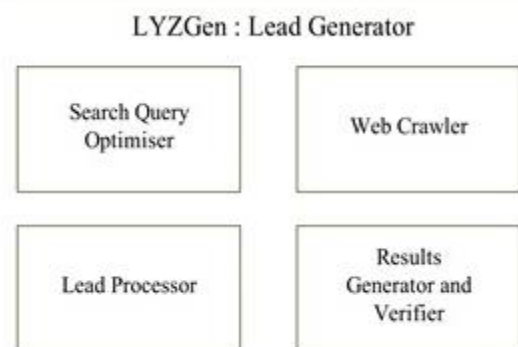 LYZGen : Lead Generator
Search Query
Optimiser
Web Crawler
Lead Processor
Results
Generator and
Verifier